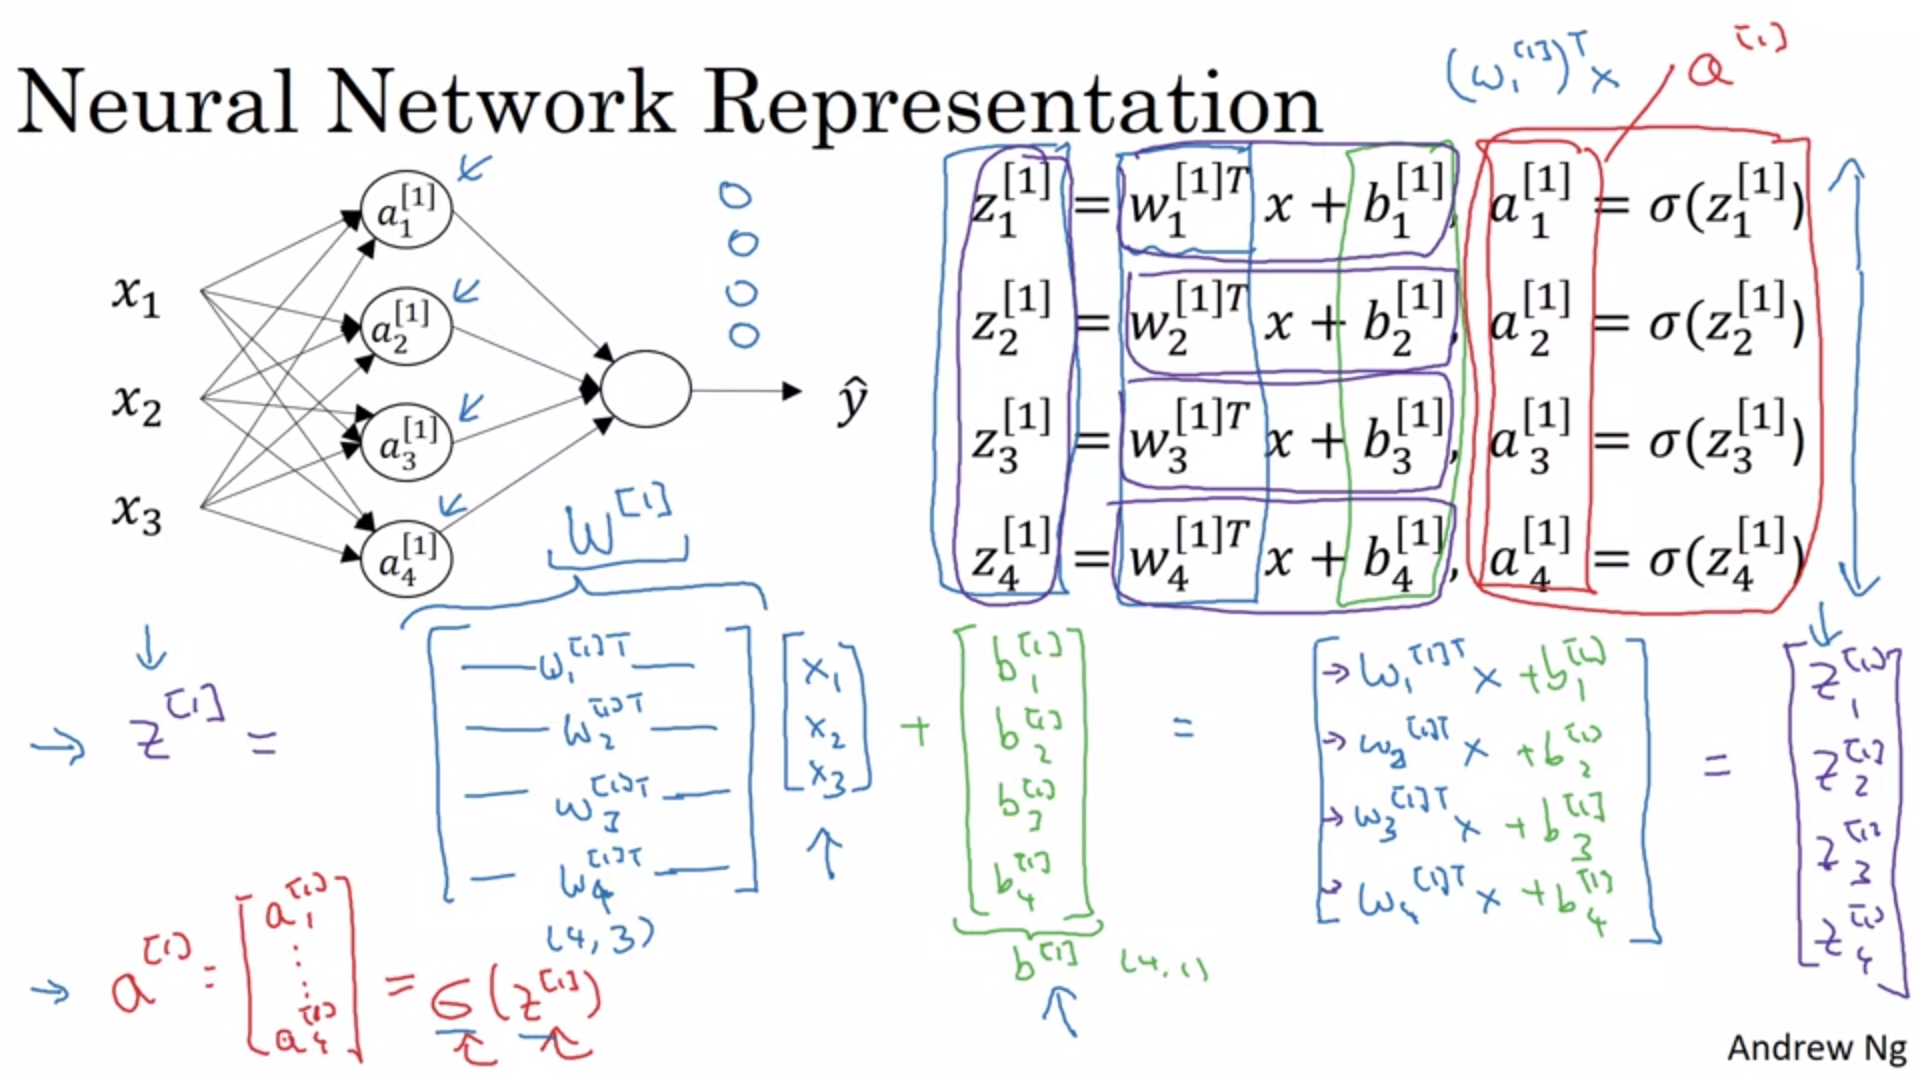 Neural Network Representation
(w₁^[1])^T x
a^[1]
x₁
x₂
x₃
a₁^[1]
a₂^[1]
a₃^[1]
a₄^[1]
ŷ
z₁^[1] = w₁^[1]T x + b₁^[1], a₁^[1] = σ(z₁^[1])
z₂^[1] = w₂^[1]T x + b₂^[1], a₂^[1] = σ(z₂^[1])
z₃^[1] = w₃^[1]T x + b₃^[1], a₃^[1] = σ(z₃^[1])
z₄^[1] = w₄^[1]T x + b₄^[1], a₄^[1] = σ(z₄^[1])
W^[1]
→ z^[1] = [ — w₁^[1]T — ; — w₂^[1]T — ; — w₃^[1]T — ; — w₄^[1]T — ] [ x₁ ; x₂ ; x₃ ] + [ b₁^[1] ; b₂^[1] ; b₃^[1] ; b₄^[1] ] = [ → w₁^[1]T x + b₁^[1] ; → w₂^[1]T x + b₂^[1] ; → w₃^[1]T x + b₃^[1] ; → w₄^[1]T x + b₄^[1] ] = [ z₁^[1] ; z₂^[1] ; z₃^[1] ; z₄^[1] ]
(4,3)
b^[1] (4,1)
→ a^[1] = [ a₁^[1] ⋮ a₄^[1] ] = σ(z^[1])
Andrew Ng